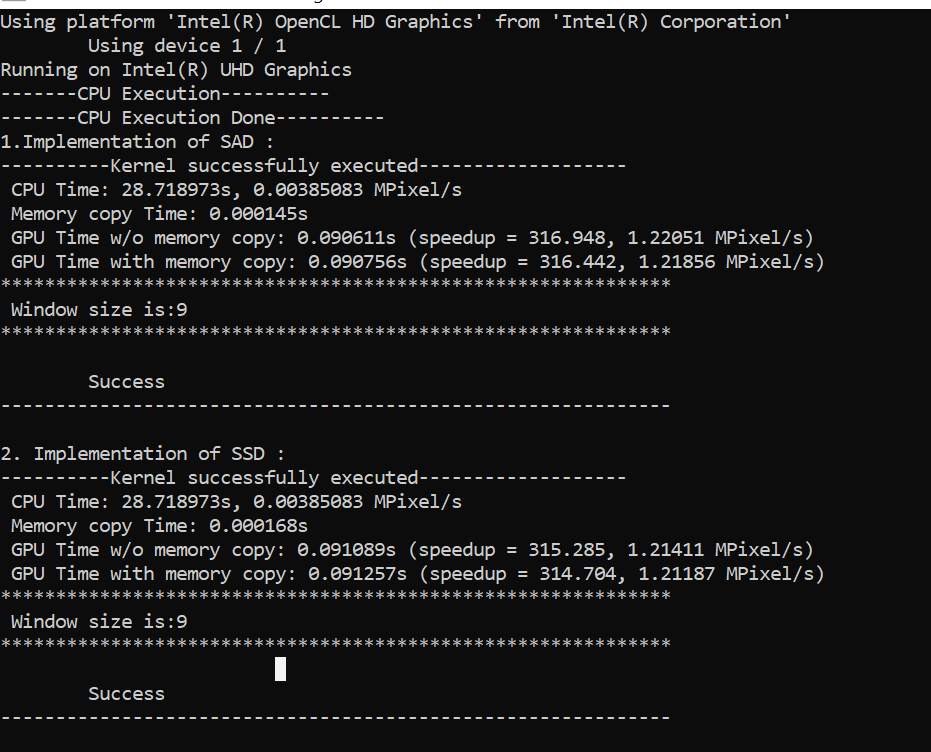 Using platform 'Intel(R) OpenCL HD Graphics' from 'Intel(R) Corporation'
Using device 1 / 1
Running on Intel(R) UHD Graphics
-------CPU Execution----------
-------CPU Execution Done----------
1.Implementation of SAD :
----------Kernel successfully executed-------------------
CPU Time: 28.718973s, 0.00385083 MPixel/s
Memory copy Time: 0.000145s
GPU Time w/o memory copy: 0.090611s (speedup = 316.948, 1.22051 MPixel/s)
GPU Time with memory copy: 0.090756s (speedup = 316.442, 1.21856 MPixel/s)
*************************************************************
Window size is:9
*************************************************************
Success
-------------------------------------------------------------
2. Implementation of SSD :
----------Kernel successfully executed-------------------
CPU Time: 28.718973s, 0.00385083 MPixel/s
Memory copy Time: 0.000168s
GPU Time w/o memory copy: 0.091089s (speedup = 315.285, 1.21411 MPixel/s)
GPU Time with memory copy: 0.091257s (speedup = 314.704, 1.21187 MPixel/s)
*************************************************************
Window size is:9
*************************************************************
Success
-------------------------------------------------------------